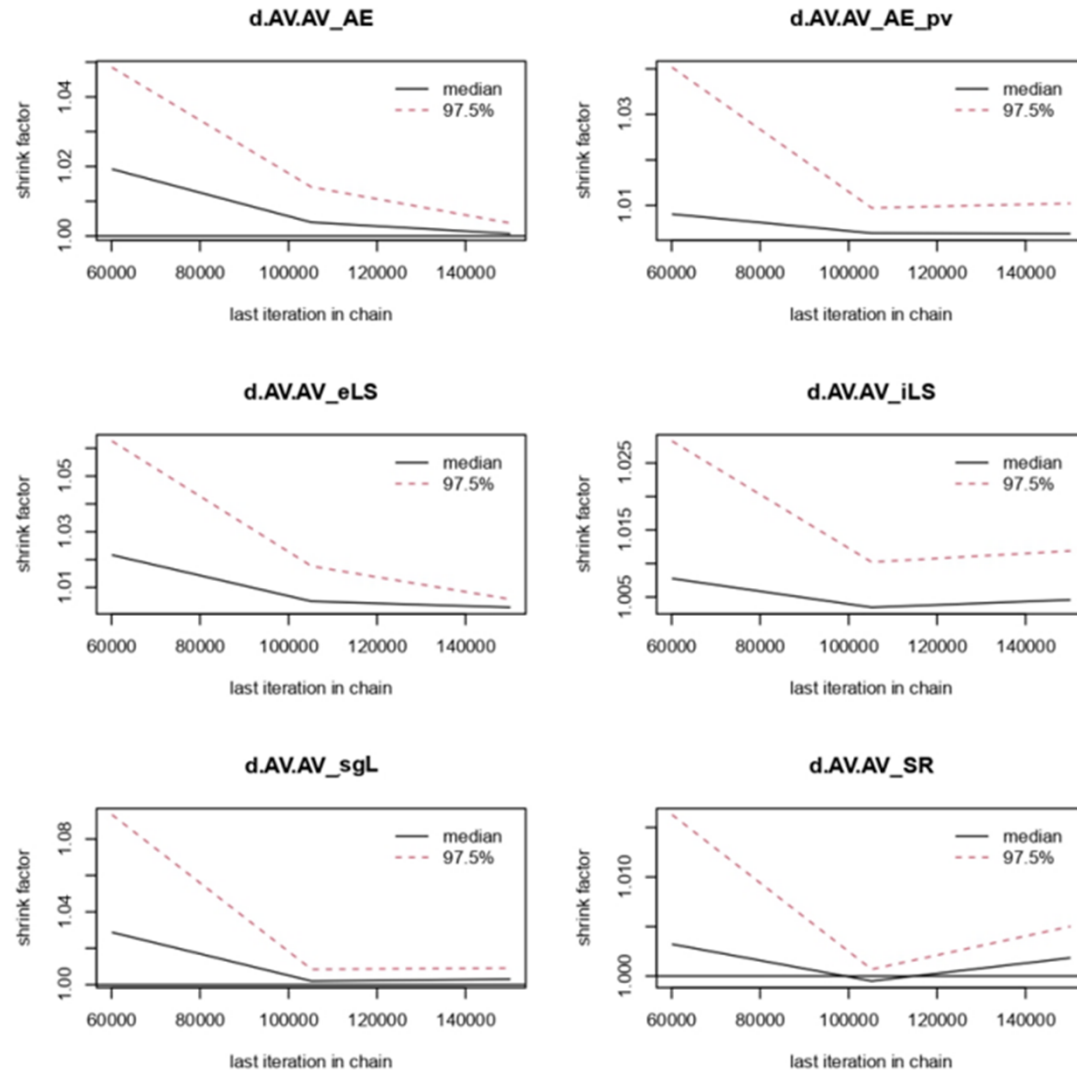 d.AV.AV_AE
shrink factor
1.00 1.02 1.04
median
97.5%
60000 80000 100000 120000 140000
last iteration in chain
d.AV.AV_AE_pv
shrink factor
1.01 1.03
median
97.5%
60000 80000 100000 120000 140000
last iteration in chain
d.AV.AV_eLS
shrink factor
1.01 1.03 1.05
median
97.5%
60000 80000 100000 120000 140000
last iteration in chain
d.AV.AV_iLS
shrink factor
1.005 1.015 1.025
median
97.5%
60000 80000 100000 120000 140000
last iteration in chain
d.AV.AV_sgL
shrink factor
1.00 1.04 1.08
median
97.5%
60000 80000 100000 120000 140000
last iteration in chain
d.AV.AV_SR
shrink factor
1.000 1.010
median
97.5%
60000 80000 100000 120000 140000
last iteration in chain